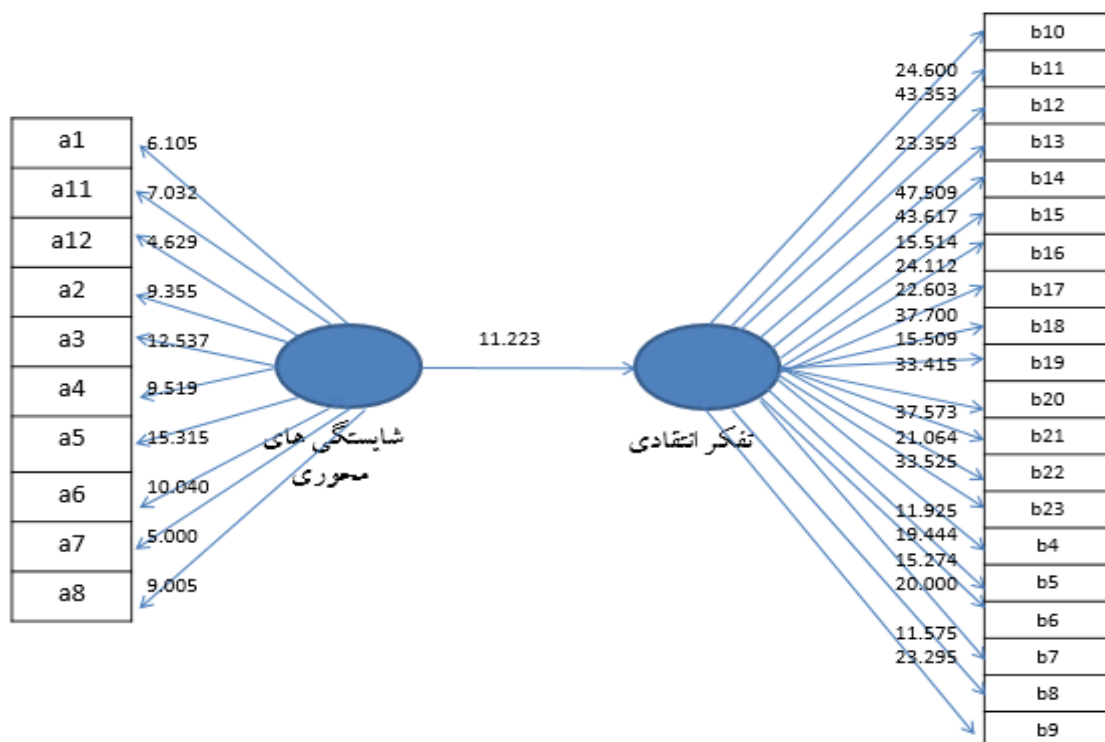 a1
a11
a12
a2
a3
a4
a5
a6
a7
a8
6.105
7.032
4.629
9.355
12.537
9.519
15.315
10.040
5.000
9.005
شایستگی های
محوری
11.223
تفکر انتقادی
24.600
43.353
23.353
47.509
43.617
15.514
24.112
22.603
37.700
15.509
33.415
37.573
21.064
33.525
11.925
19.444
15.274
20.000
11.575
23.295
b10
b11
b12
b13
b14
b15
b16
b17
b18
b19
b20
b21
b22
b23
b4
b5
b6
b7
b8
b9